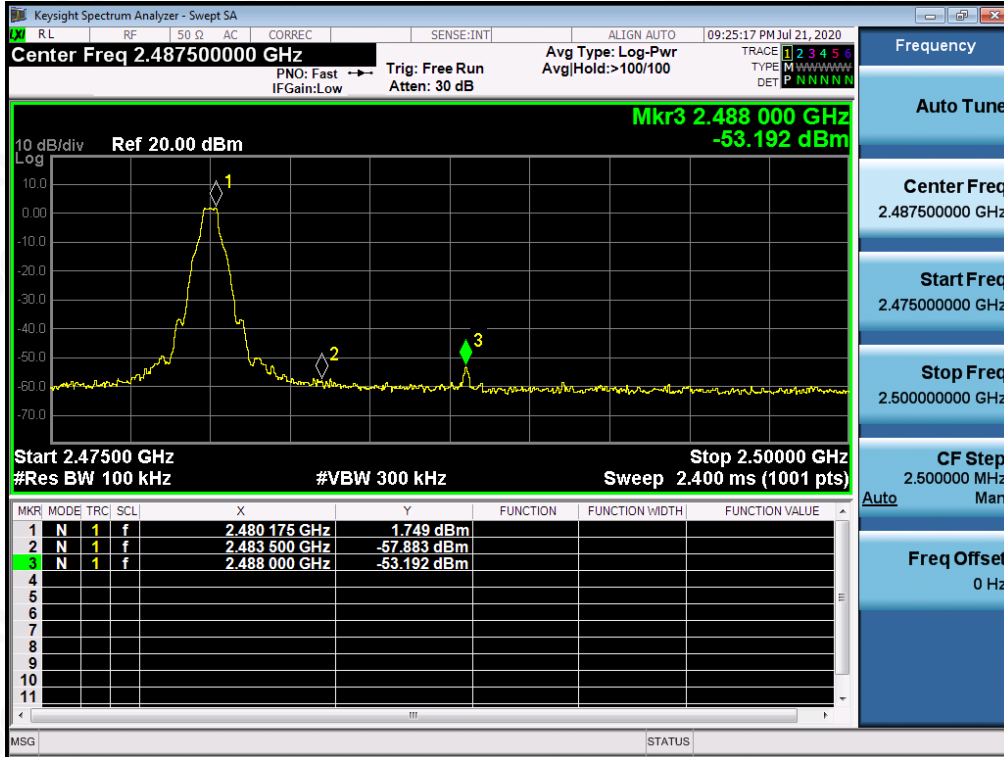 Keysight Spectrum Analyzer - Swept SA
LXI RL RF 50 Ω AC CORREC SENSE:INT ALIGN AUTO 09:25:17 PM Jul 21, 2020
Center Freq 2.487500000 GHz
PNO: Fast
IFGain:Low
Trig: Free Run
Atten: 30 dB
Avg Type: Log-Pwr
Avg|Hold:>100/100
TRACE 1 2 3 4 5 6
TYPE M WWWWW
DET P N N N N N
Mkr3 2.488 000 GHz
-53.192 dBm
10 dB/div Ref 20.00 dBm
Log
10.0
0.00
-10.0
-20.0
-30.0
-40.0
-50.0
-60.0
-70.0
1
2
3
Start 2.47500 GHz Stop 2.50000 GHz
#Res BW 100 kHz #VBW 300 kHz Sweep 2.400 ms (1001 pts)
MKR MODE TRC SCL X Y FUNCTION FUNCTION WIDTH FUNCTION VALUE
1 N 1 f 2.480 175 GHz 1.749 dBm
2 N 1 f 2.483 500 GHz -57.883 dBm
3 N 1 f 2.488 000 GHz -53.192 dBm
4
5
6
7
8
9
10
11
MSG STATUS
Frequency
Auto Tune
Center Freq
2.487500000 GHz
Start Freq
2.475000000 GHz
Stop Freq
2.500000000 GHz
CF Step
2.500000 MHz
Auto Man
Freq Offset
0 Hz